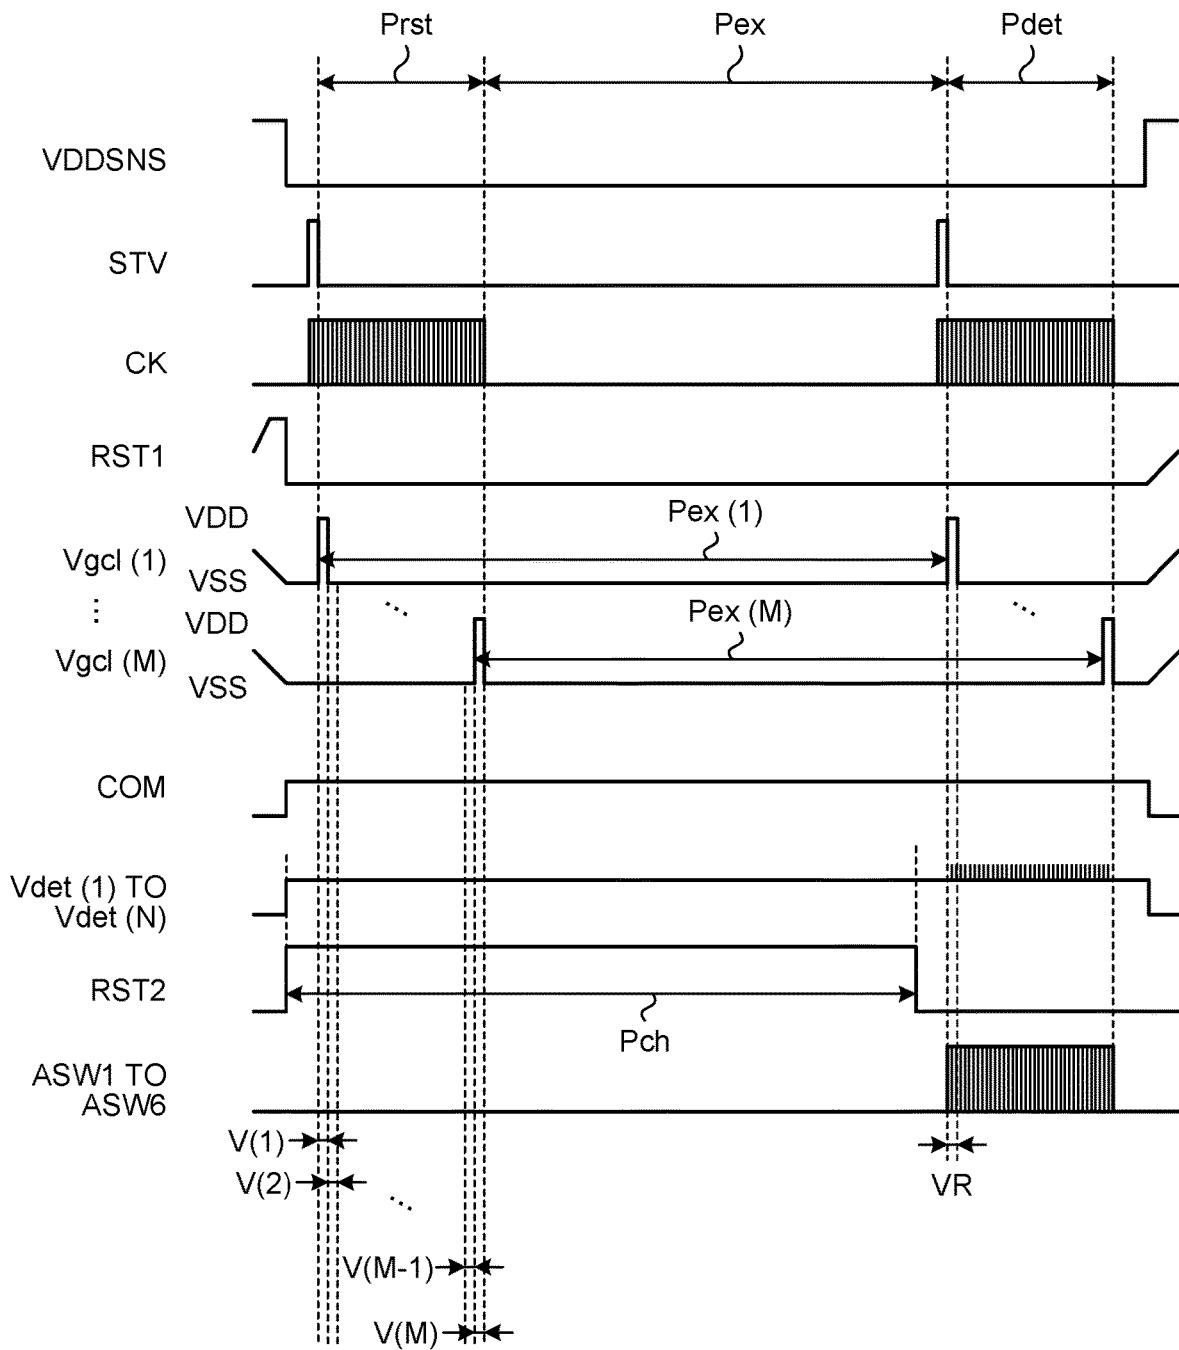 Prst
Pex
Pdet
VDDSNS
STV
CK
RST1
VDD
Pex (1)
Vgcl (1)
VSS
VDD
Pex (M)
Vgcl (M)
VSS
COM
Vdet (1) TO
Vdet (N)
RST2
Pch
ASW1 TO
ASW6
V(1)
V(2)
VR
V(M-1)
V(M)